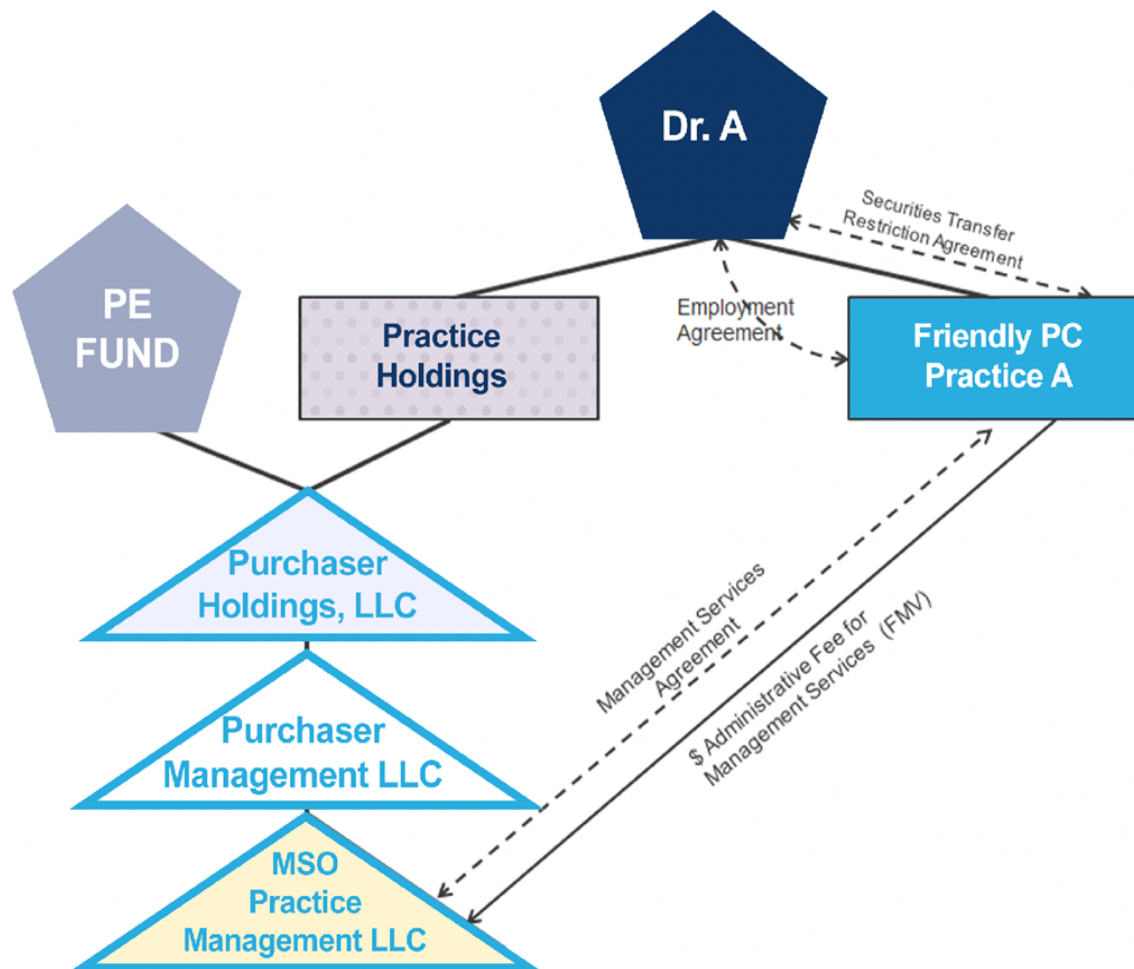 Dr. A
Securities Transfer
Restriction Agreement
PE
FUND
Practice
Holdings
Employment
Agreement
Friendly PC
Practice A
Purchaser
Holdings, LLC
Management Services
Agreement
$ Administrative Fee for
Management Services (FMV)
Purchaser
Management LLC
MSO
Practice
Management LLC